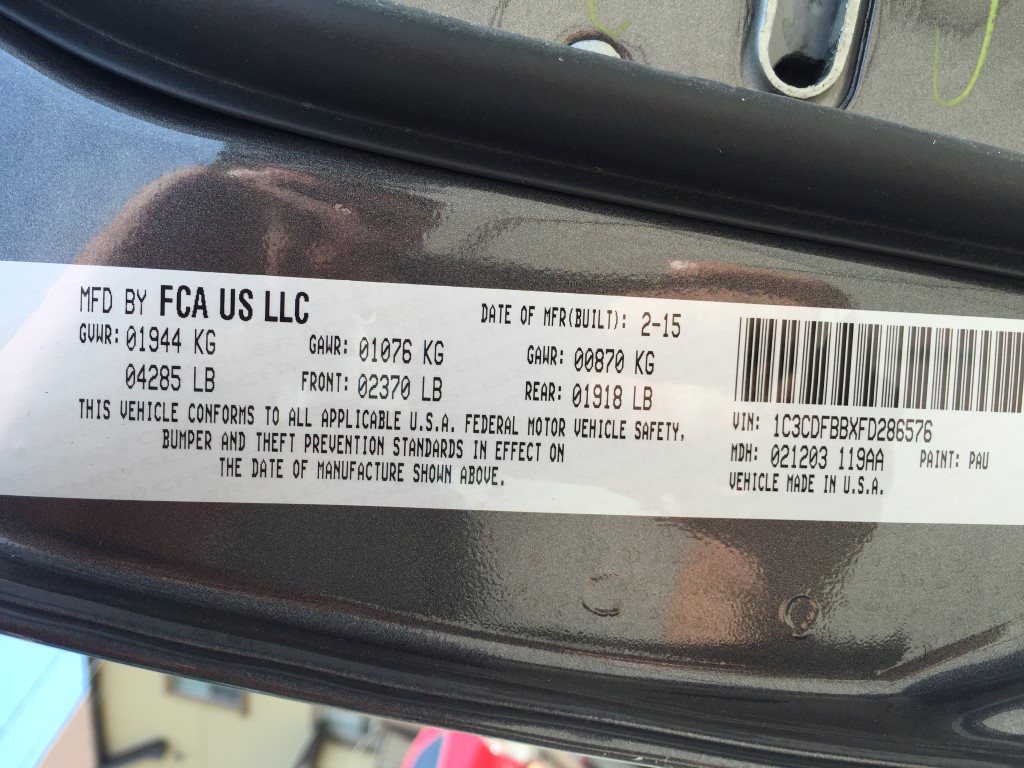 MFD BY FCA US LLC
DATE OF MFR(BUILT): 2-15
GVWR: 01944 KG GAWR: 01076 KG GAWR: 00870 KG
04285 LB FRONT: 02370 LB REAR: 01918 LB
THIS VEHICLE CONFORMS TO ALL APPLICABLE U.S.A. FEDERAL MOTOR VEHICLE SAFETY,
BUMPER AND THEFT PREVENTION STANDARDS IN EFFECT ON
THE DATE OF MANUFACTURE SHOWN ABOVE.
VIN: 1C3CDFBBXFD286576
MDH: 021203 119AA PAINT: PAU
VEHICLE MADE IN U.S.A.